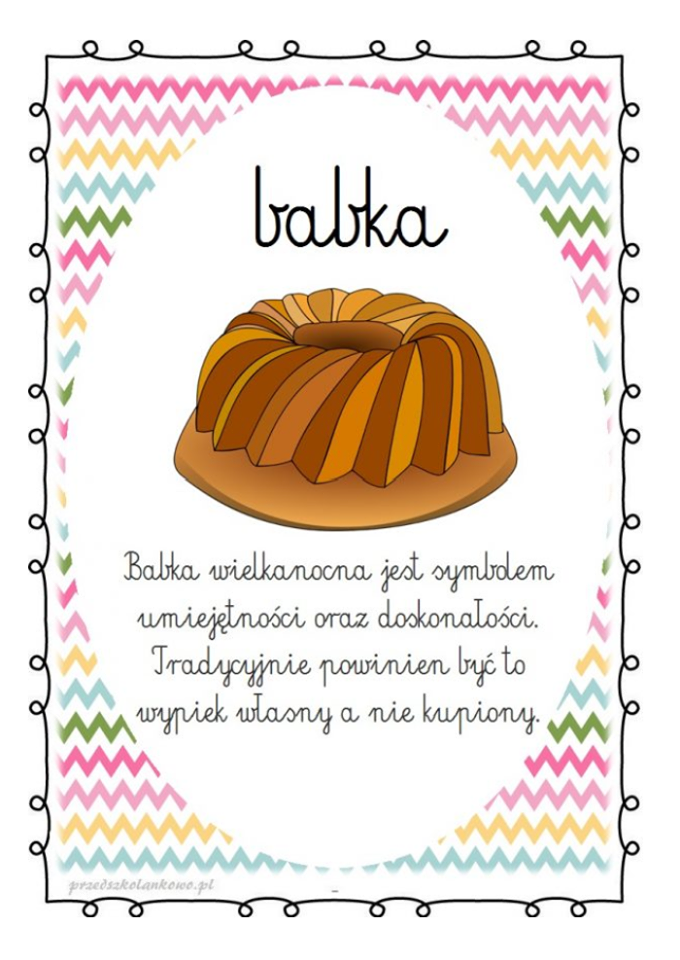 babka
Babka wielkanocna jest symbolem
umiejętności oraz doskonałości.
Tradycyjnie powinien być to
wypiek własny a nie kupiony.
przedszkolankowo.pl